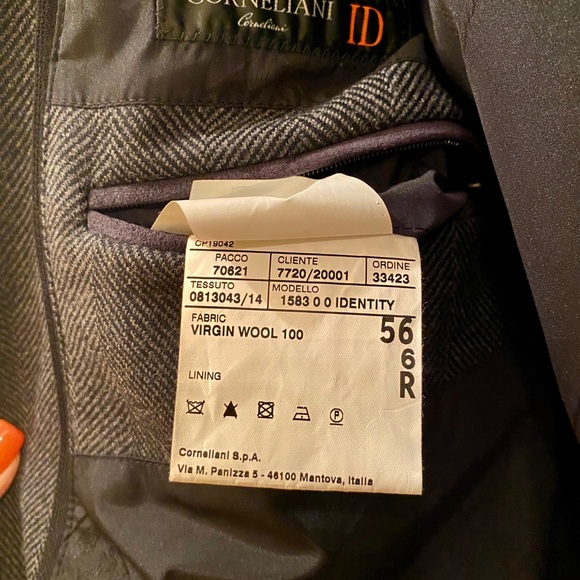 CORNELIANI ID
Corneliani
CP19042
PACCO CLIENTE ORDINE
70621 7720/20001 33423
TESSUTO MODELLO
0813043/14 1583 0 0 IDENTITY
FABRIC 56
VIRGIN WOOL 100
6
LINING R
P
Corneliani S.p.A.
Via M. Panizza 5 - 46100 Mantova, Italia